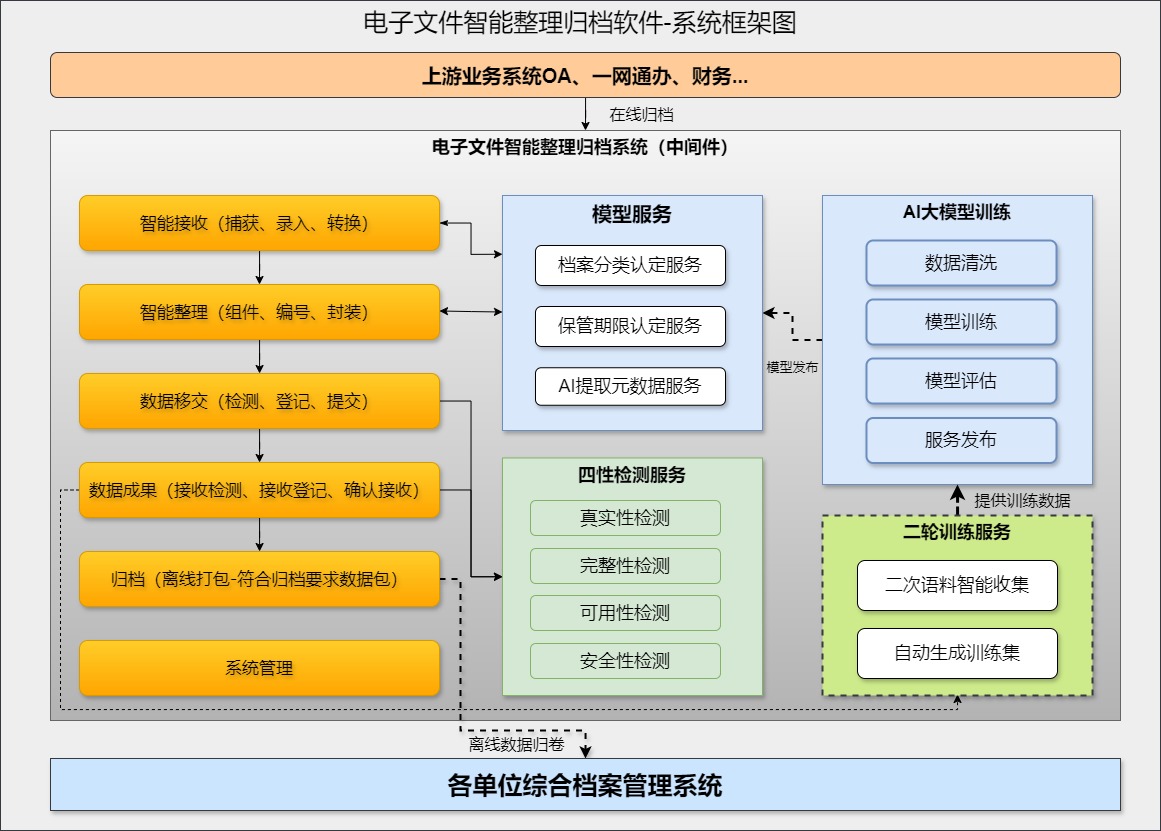 电子文件智能整理归档软件-系统框架图
上游业务系统OA、一网通办、财务...
在线归档
电子文件智能整理归档系统（中间件）
智能接收（捕获、录入、转换）
智能整理（组件、编号、封装）
数据移交（检测、登记、提交）
数据成果（接收检测、接收登记、确认接收）
归档（离线打包-符合归档要求数据包）
系统管理
模型服务
档案分类认定服务
保管期限认定服务
AI提取元数据服务
四性检测服务
真实性检测
完整性检测
可用性检测
安全性检测
模型发布
AI大模型训练
数据清洗
模型训练
模型评估
服务发布
提供训练数据
二轮训练服务
二次语料智能收集
自动生成训练集
离线数据归卷
各单位综合档案管理系统